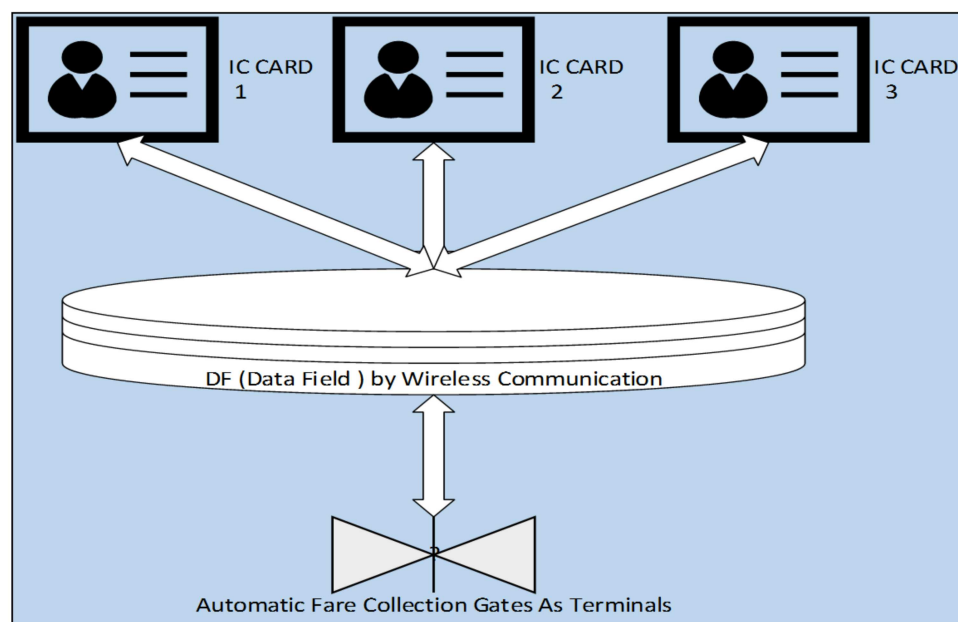 IC CARD
1
IC CARD
2
IC CARD
3
DF (Data Field ) by Wireless Communication
Automatic Fare Collection Gates As Terminals